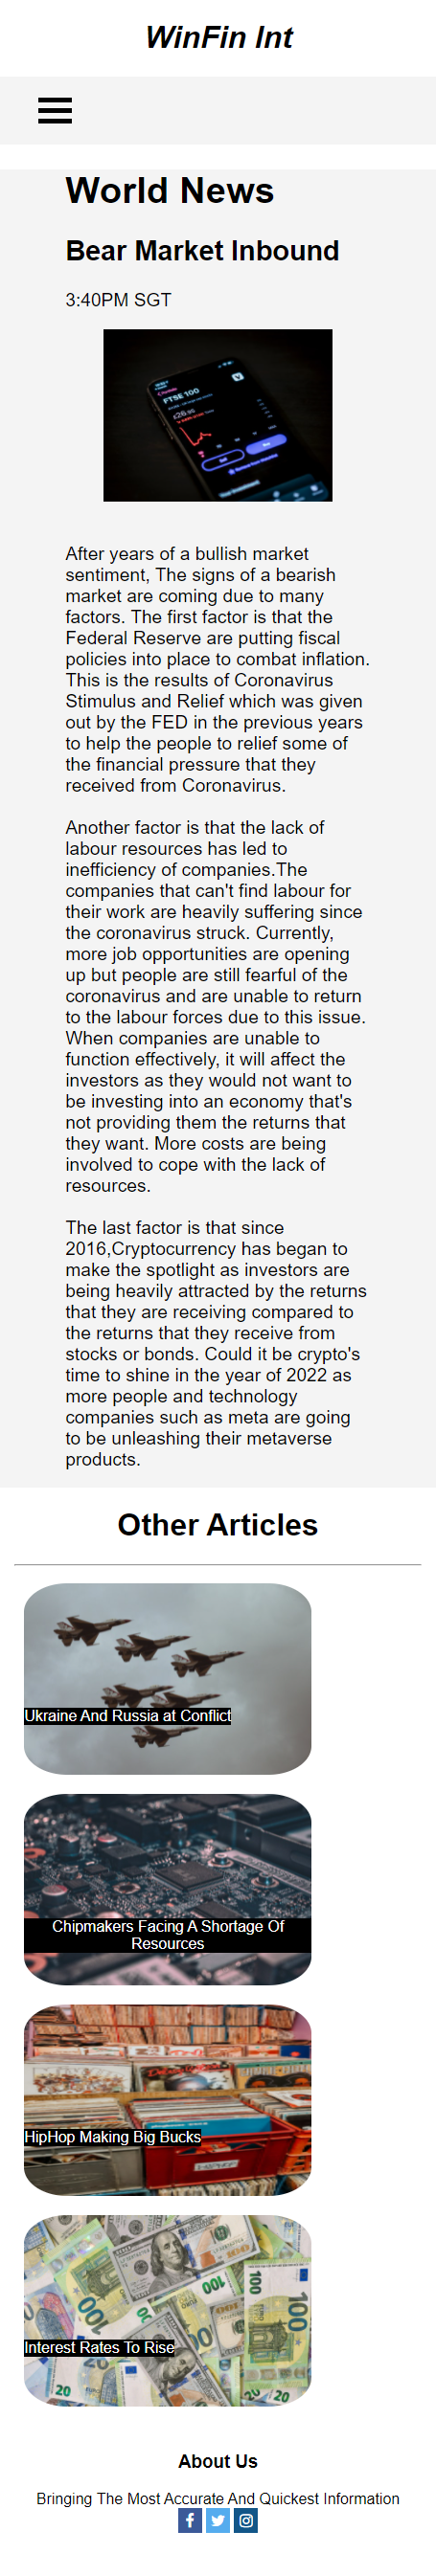 WinFin Int
World News
Bear Market Inbound
3:40PM SGT
FTSE 100
After years of a bullish market
sentiment, The signs of a bearish
market are coming due to many
factors. The first factor is that the
Federal Reserve are putting fiscal
policies into place to combat inflation.
This is the results of Coronavirus
Stimulus and Relief which was given
out by the FED in the previous years
to help the people to relief some of
the financial pressure that they
received from Coronavirus.
Another factor is that the lack of
labour resources has led to
inefficiency of companies.The
companies that can't find labour for
their work are heavily suffering since
the coronavirus struck. Currently,
more job opportunities are opening
up but people are still fearful of the
coronavirus and are unable to return
to the labour forces due to this issue.
When companies are unable to
function effectively, it will affect the
investors as they would not want to
be investing into an economy that's
not providing them the returns that
they want. More costs are being
involved to cope with the lack of
resources.
The last factor is that since
2016,Cryptocurrency has began to
make the spotlight as investors are
being heavily attracted by the returns
that they are receiving compared to
the returns that they receive from
stocks or bonds. Could it be crypto's
time to shine in the year of 2022 as
more people and technology
companies such as meta are going
to be unleashing their metaverse
products.
Other Articles
Ukraine And Russia at Conflict
Chipmakers Facing A Shortage Of
Resources
HipHop Making Big Bucks
100
100
100
100
Interest Rates To Rise
20
20
20
About Us
Bringing The Most Accurate And Quickest Information